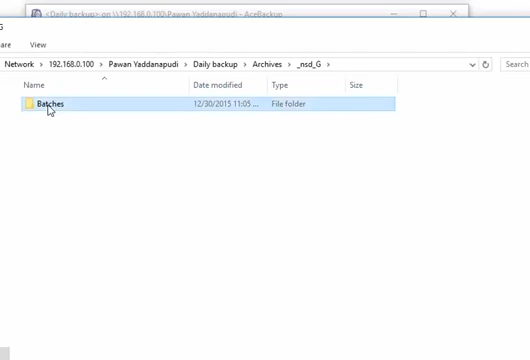 <Daily backup> on \\192.168.0.100\Pawan Yaddanapudi - AceBackup
G
are View
Network > 192.168.0.100 > Pawan Yaddanapudi > Daily backup > Archives > _nsd_G > Search
Name Date modified Type Size
Batches 12/30/2015 11:05 ... File folder